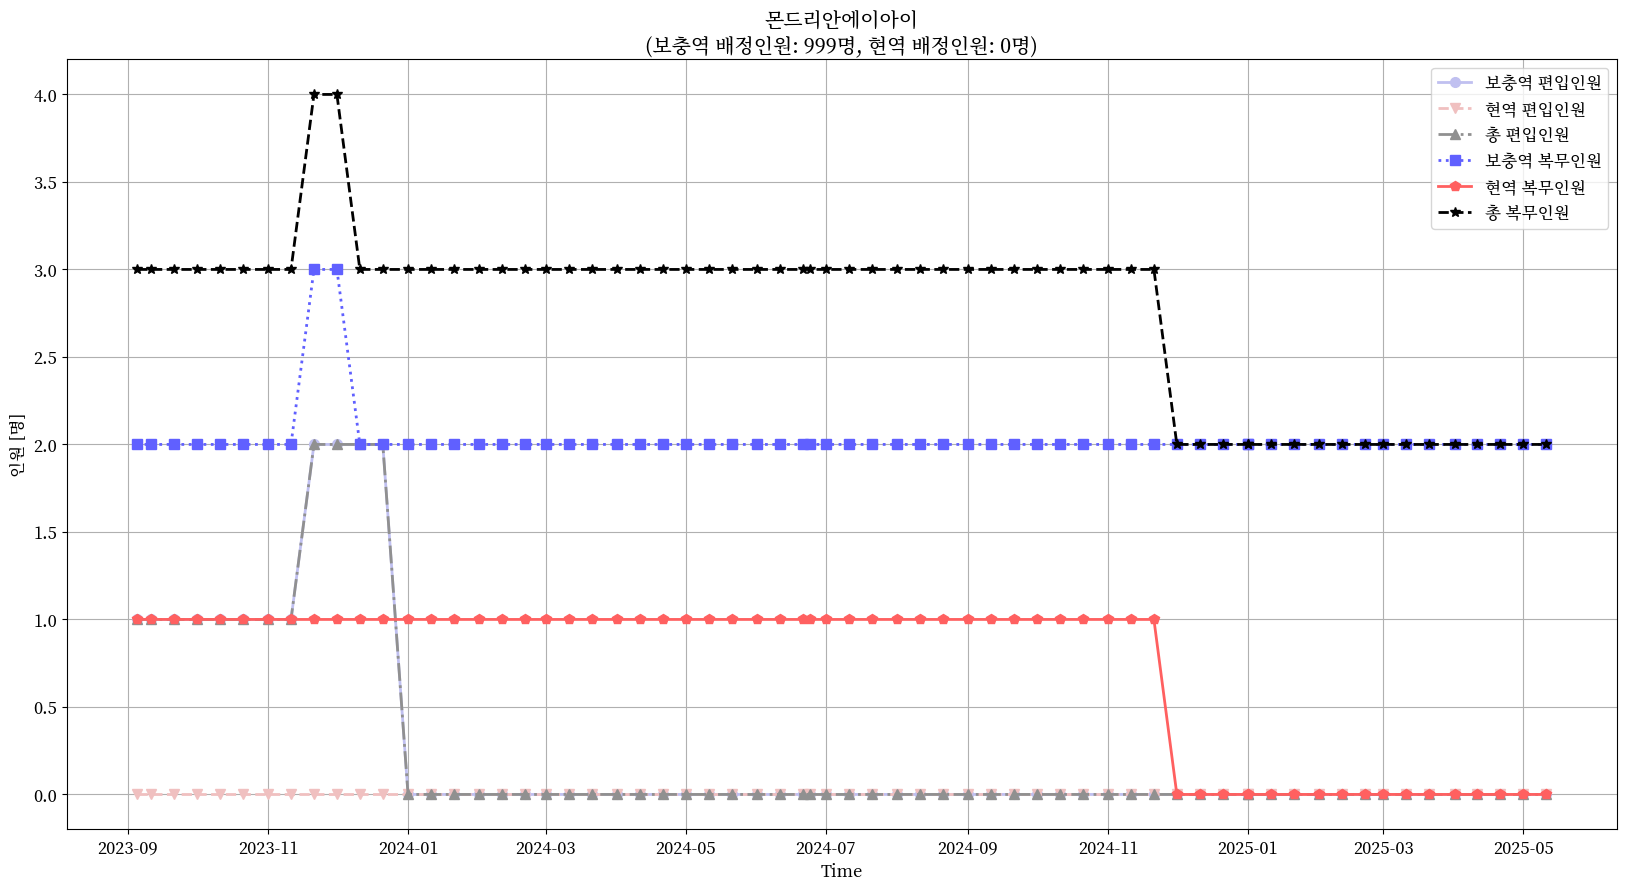 몬드리안에이아이
(보충역 배정인원: 999명, 현역 배정인원: 0명)
보충역 편입인원
현역 편입인원
총 편입인원
보충역 복무인원
현역 복무인원
총 복무인원
인원 [명]
4.0
3.5
3.0
2.5
2.0
1.5
1.0
0.5
0.0
2023-09 2023-11 2024-01 2024-03 2024-05 2024-07 2024-09 2024-11 2025-01 2025-03 2025-05
Time